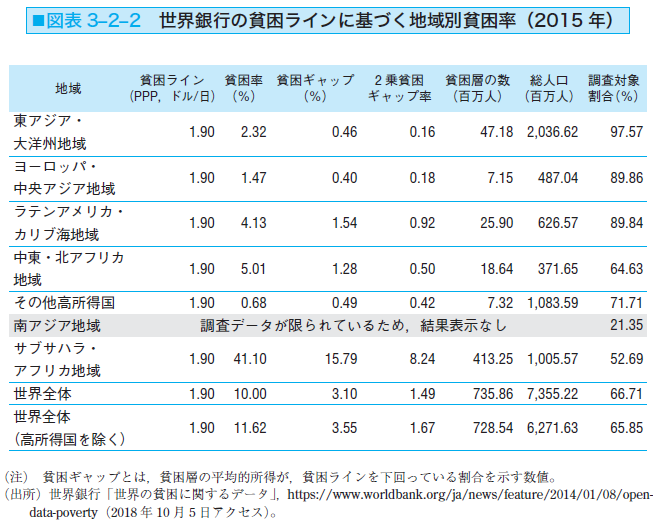 ■図表 3–2–2　世界銀行の貧困ラインに基づく地域別貧困率（2015 年）
地域　貧困ライン（PPP，ドル/日）　貧困率（%）　貧困ギャップ（%）　２乗貧困ギャップ率　貧困層の数（百万人）　総人口（百万人）　調査対象割合（%）
東アジア・
大洋州地域　1.90　2.32　0.46　0.16　47.18　2,036.62　97.57
ヨーロッパ・
中央アジア地域　1.90　1.47　0.40　0.18　7.15　487.04　89.86
ラテンアメリカ・
カリブ海地域　1.90　4.13　1.54　0.92　25.90　626.57　89.84
中東・北アフリカ
地域　1.90　5.01　1.28　0.50　18.64　371.65　64.63
その他高所得国　1.90　0.68　0.49　0.42　7.32　1,083.59　71.71
南アジア地域　調査データが限られているため，結果表示なし　21.35
サブサハラ・
アフリカ地域　1.90　41.10　15.79　8.24　413.25　1,005.57　52.69
世界全体　1.90　10.00　3.10　1.49　735.86　7,355.22　66.71
世界全体
（高所得国を除く）　1.90　11.62　3.55　1.67　728.54　6,271.63　65.85
（注）　貧困ギャップとは，貧困層の平均的所得が，貧困ラインを下回っている割合を示す数値。
（出所）世界銀行「世界の貧困に関するデータ」，https://www.worldbank.org/ja/news/feature/2014/01/08/open-
data-poverty（2018 年 10 月 5 日アクセス）。